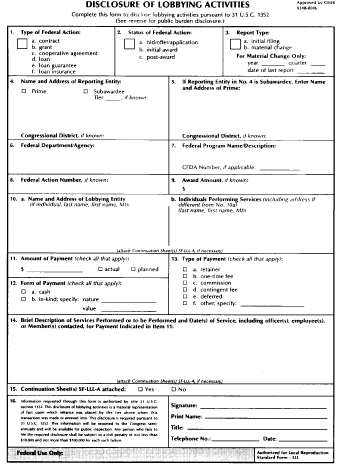 DISCLOSURE OF LOBBYING ACTIVITIES
Approved by OMB
0348-0046
Complete this form to disclose lobbying activities pursuant to 31 U.S.C. 1352
(See reverse for public burden disclosure.)
1. Type of Federal Action:
a. contract
b. grant
c. cooperative agreement
d. loan
e. loan guarantee
f. loan insurance
2. Status of Federal Action:
a. bid/offer/application
b. initial award
c. post-award
3. Report Type:
a. initial filing
b. material change
For Material Change Only:
year quarter
date of last report
4. Name and Address of Reporting Entity:
Prime Subawardee
Tier , if known:
Congressional District, if known:
5. If Reporting Entity in No. 4 is Subawardee, Enter Name
and Address of Prime:
Congressional District, if known:
6. Federal Department/Agency:
7. Federal Program Name/Description:
CFDA Number, if applicable:
8. Federal Action Number, if known:
9. Award Amount, if known:
$
10. a. Name and Address of Lobbying Entity
(if individual, last name, first name, MI):
b. Individuals Performing Services (including address if
different from No. 10a)
(last name, first name, MI):
(attach Continuation Sheet(s) SF-LLL-A, if necessary)
11. Amount of Payment (check all that apply):
$ actual planned
12. Form of Payment (check all that apply):
a. cash
b. in-kind; specify: nature
value
13. Type of Payment (check all that apply):
a. retainer
b. one-time fee
c. commission
d. contingent fee
e. deferred
f. other; specify:
14. Brief Description of Services Performed or to be Performed and Date(s) of Service, including officer(s), employee(s),
or Member(s) contacted, for Payment Indicated in Item 11:
(attach Continuation Sheet(s) SF-LLL-A, if necessary)
15. Continuation Sheet(s) SF-LLL-A attached: Yes No
16. Information requested through this form is authorized by title 31 U.S.C.
section 1352. This disclosure of lobbying activities is a material representation
of fact upon which reliance was placed by the tier above when this
transaction was made or entered into. This disclosure is required pursuant to
31 U.S.C. 1352. This information will be reported to the Congress semi-
annually and will be available for public inspection. Any person who fails to
file the required disclosure shall be subject to a civil penalty of not less than
$10,000 and not more than $100,000 for each such failure.
Signature:
Print Name:
Title:
Telephone No.: Date:
Federal Use Only:
Authorized for Local Reproduction
Standard Form - LLL